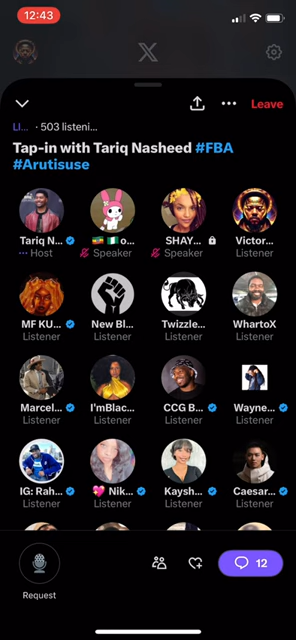 12:43
LI... · 503 listeni...
Leave
Tap-in with Tariq Nasheed #FBA
#Arutisuse
Tariq N... 🇪🇹 🇳🇬 o... SHAY... Victor...
Host Speaker Speaker Listener
MF KU... New Bl... Twizzle... WhartoX
Listener Listener Listener Listener
Marcel... I'mBlac... CCG B... Wayne...
Listener Listener Listener Listener
IG: Rah... 💖 Nik... Kaysh... Caesar...
Listener Listener Listener Listener
12
Request